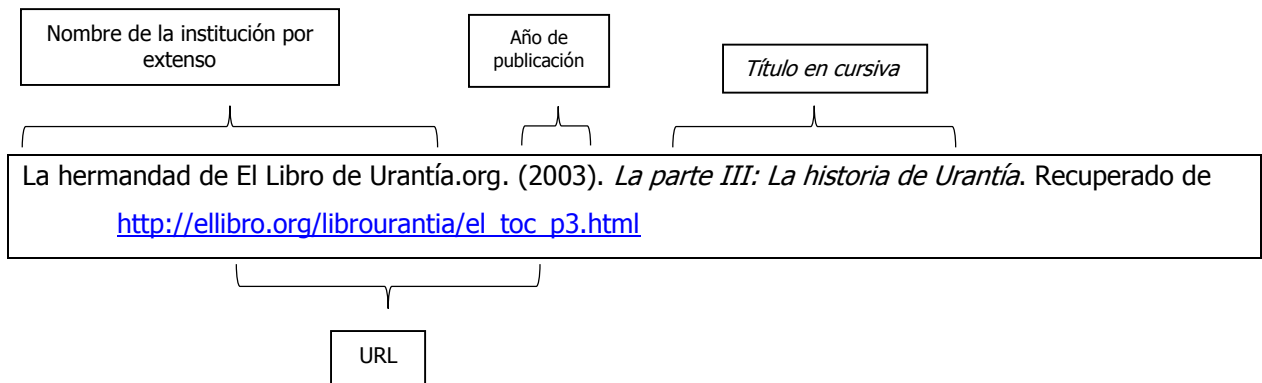 Nombre de la institución por
extenso
Año de
publicación
Título en cursiva
La hermandad de El Libro de Urantía.org. (2003). La parte III: La historia de Urantía. Recuperado de
http://ellibro.org/librourantia/el_toc_p3.html
URL